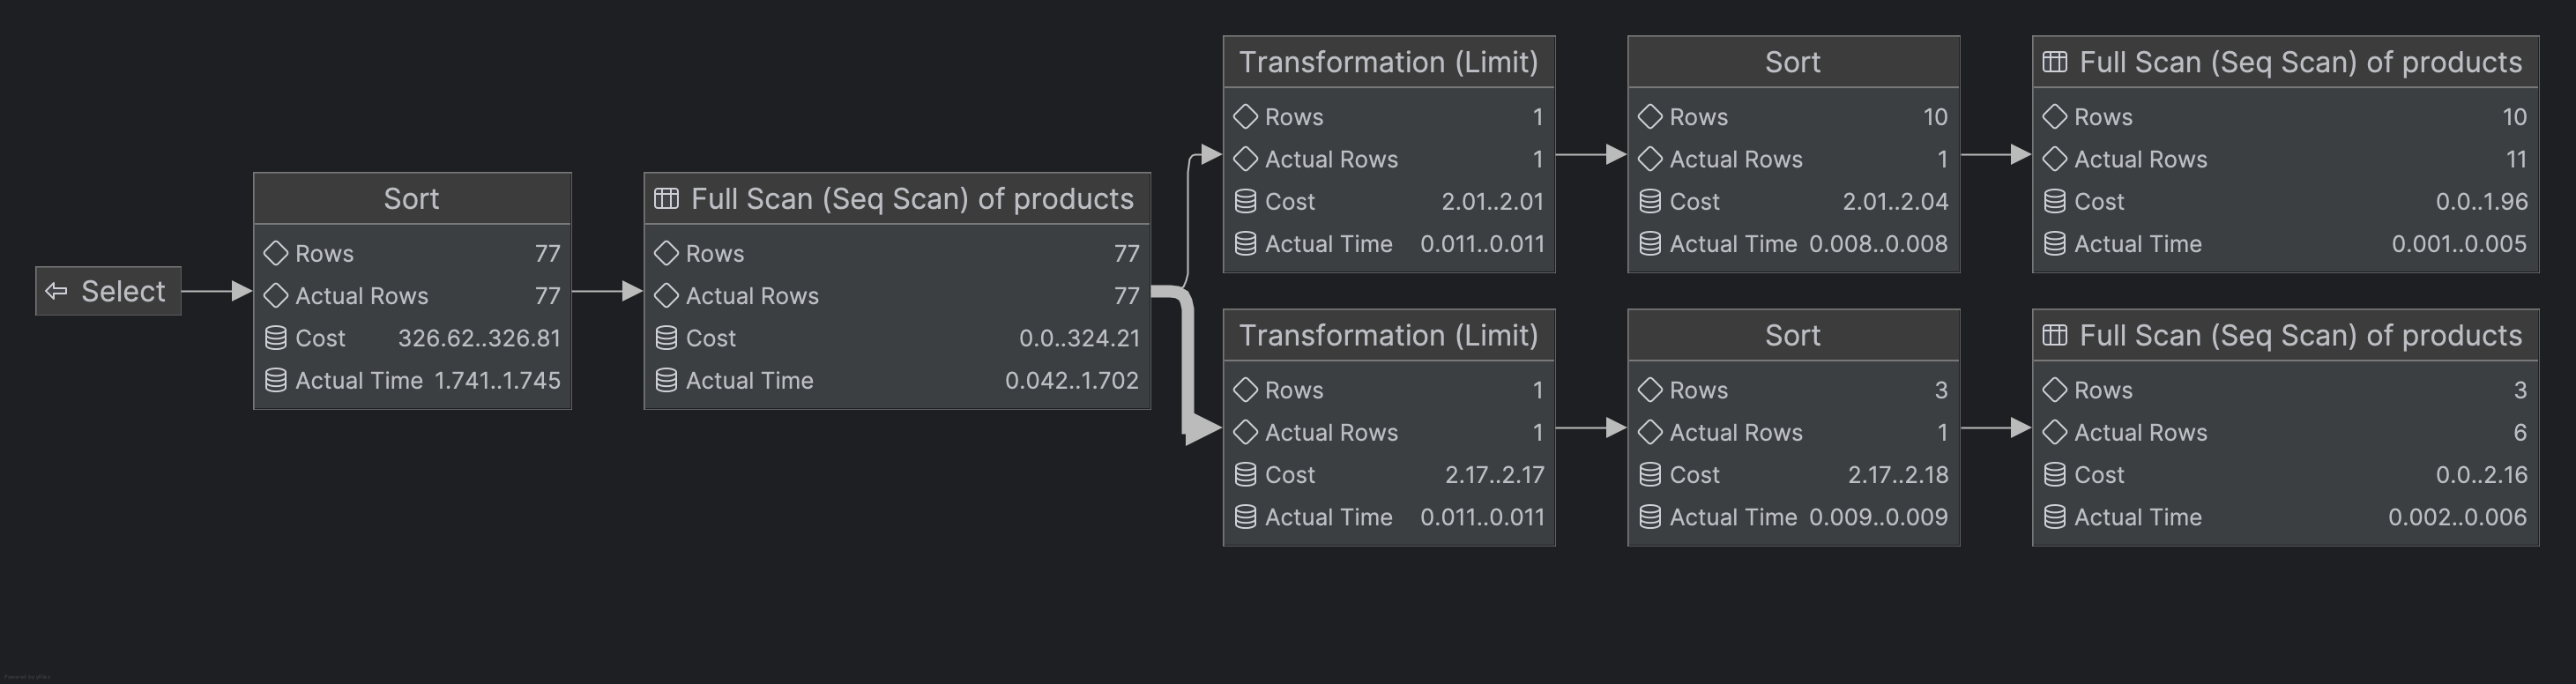 Select
Sort
Rows 77
Actual Rows 77
Cost 326.62..326.81
Actual Time 1.741..1.745
Full Scan (Seq Scan) of products
Rows 77
Actual Rows 77
Cost 0.0..324.21
Actual Time 0.042..1.702
Transformation (Limit)
Rows 1
Actual Rows 1
Cost 2.01..2.01
Actual Time 0.011..0.011
Sort
Rows 10
Actual Rows 1
Cost 2.01..2.04
Actual Time 0.008..0.008
Full Scan (Seq Scan) of products
Rows 10
Actual Rows 11
Cost 0.0..1.96
Actual Time 0.001..0.005
Transformation (Limit)
Rows 1
Actual Rows 1
Cost 2.17..2.17
Actual Time 0.011..0.011
Sort
Rows 3
Actual Rows 1
Cost 2.17..2.18
Actual Time 0.009..0.009
Full Scan (Seq Scan) of products
Rows 3
Actual Rows 6
Cost 0.0..2.16
Actual Time 0.002..0.006